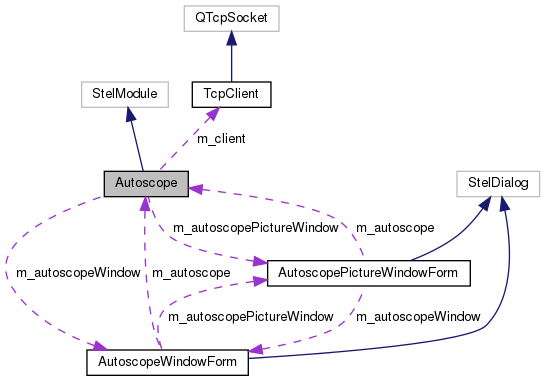 QTcpSocket
StelModule
TcpClient
m_client
Autoscope
StelDialog
m_autoscopePictureWindow
m_autoscope
m_autoscopeWindow
m_autoscope
AutoscopePictureWindowForm
m_autoscopePictureWindow
m_autoscopeWindow
AutoscopeWindowForm